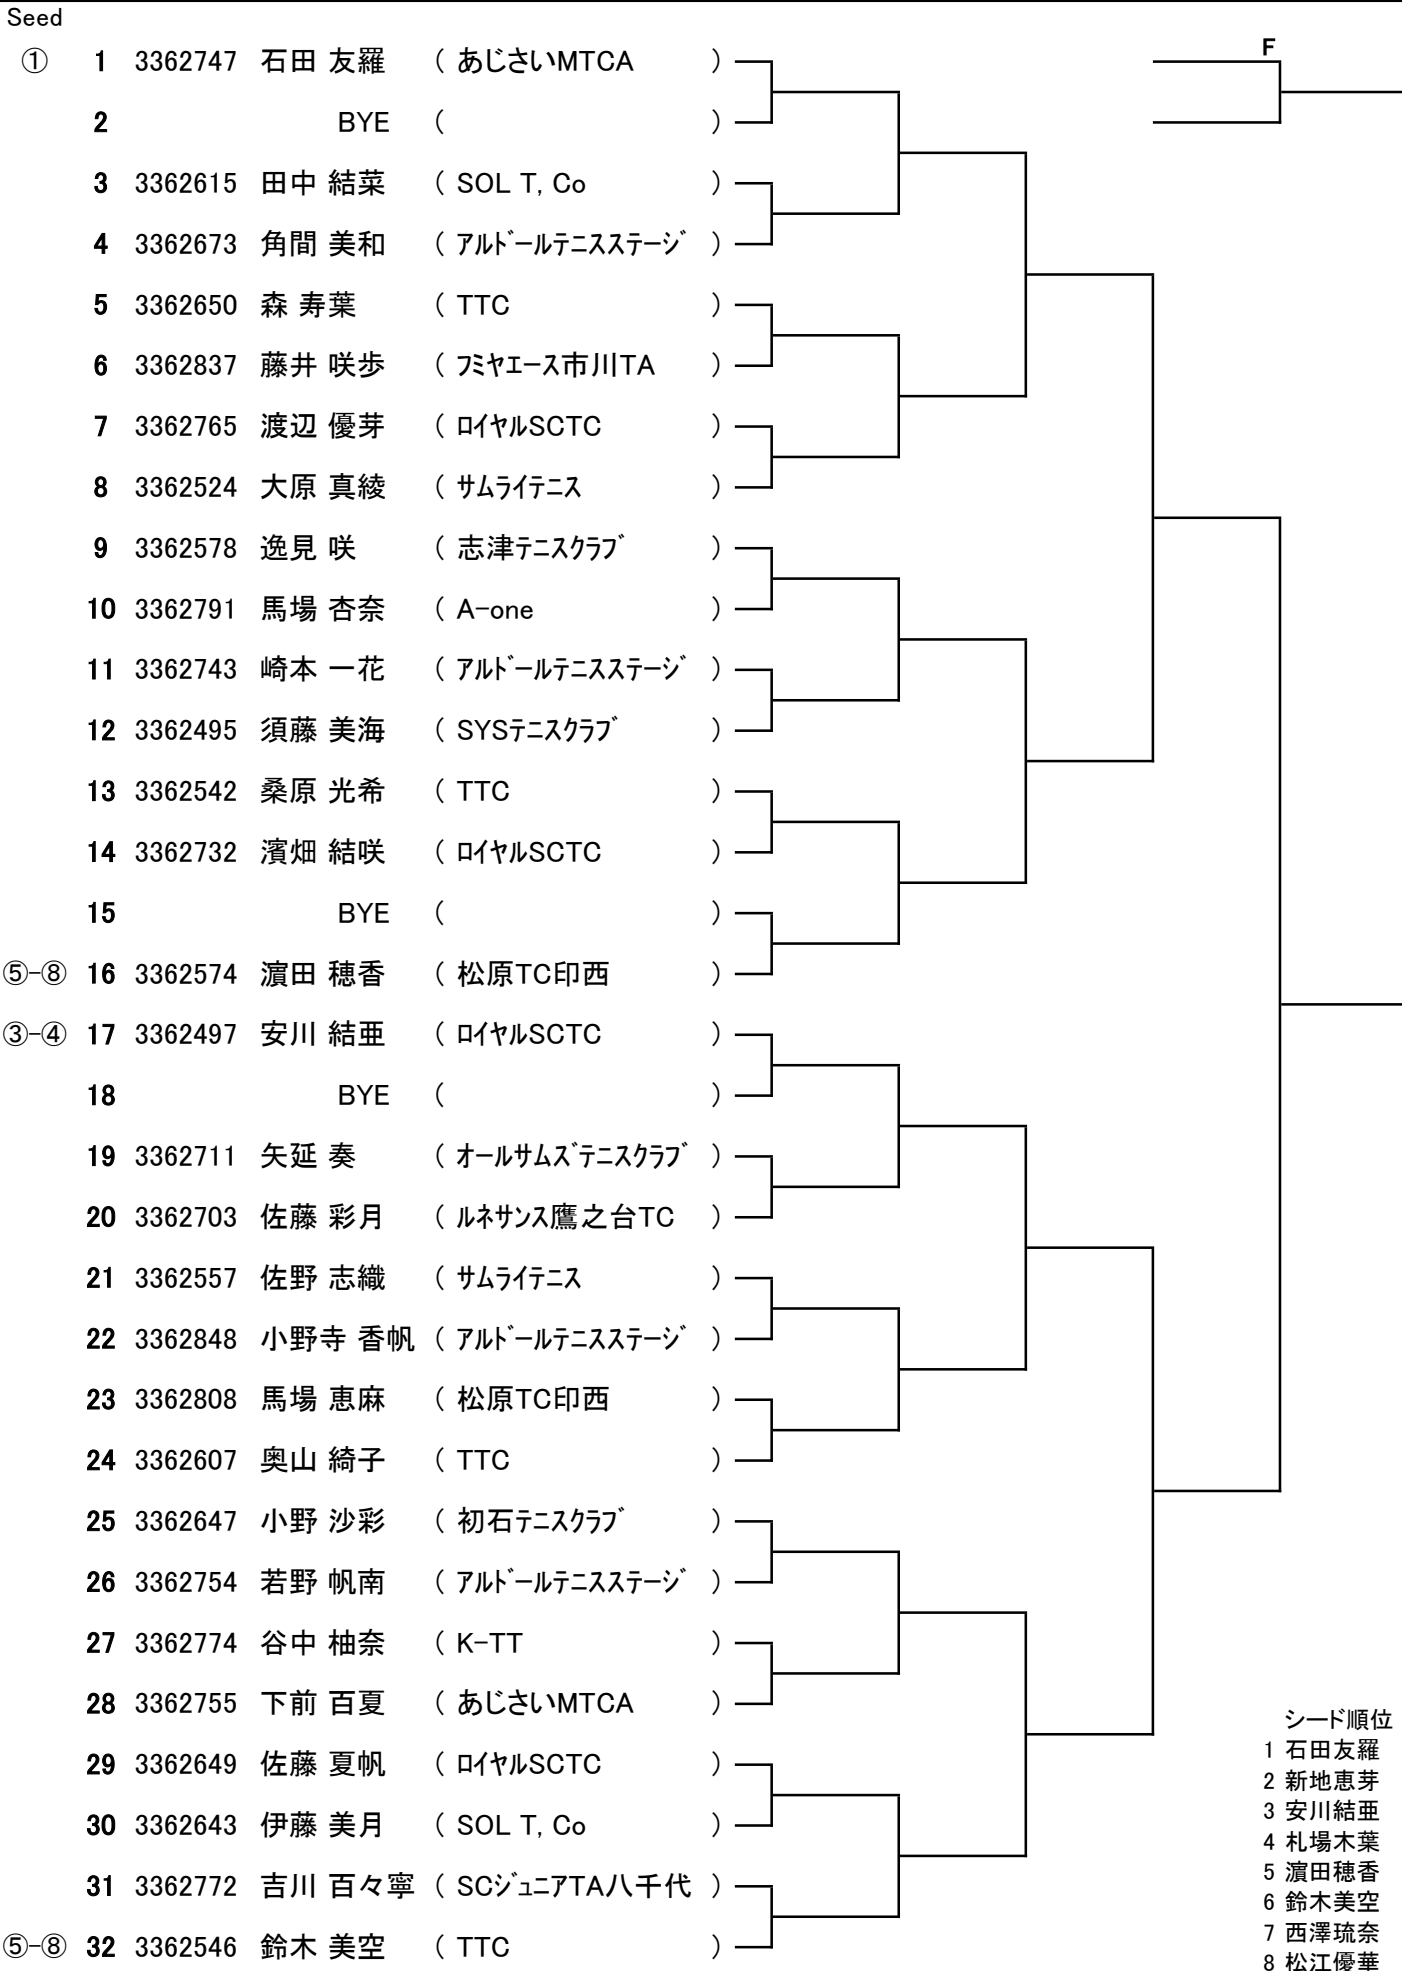 Seed
① 1 3362747 石田 友羅 ( あじさいMTCA ) F
2 BYE ( )
3 3362615 田中 結菜 ( SOL T, Co )
4 3362673 角間 美和 ( ｱﾙﾄﾞｰﾙﾃﾆｽｽﾃｰｼﾞ )
5 3362650 森 寿葉 ( TTC )
6 3362837 藤井 咲歩 ( ﾌﾐﾔｴｰｽ市川TA )
7 3362765 渡辺 優芽 ( ﾛｲﾔﾙSCTC )
8 3362524 大原 真綾 ( ｻﾑﾗｲﾃﾆｽ )
9 3362578 逸見 咲 ( 志津ﾃﾆｽｸﾗﾌﾞ )
10 3362791 馬場 杏奈 ( A-one )
11 3362743 崎本 一花 ( ｱﾙﾄﾞｰﾙﾃﾆｽｽﾃｰｼﾞ )
12 3362495 須藤 美海 ( SYSﾃﾆｽｸﾗﾌﾞ )
13 3362542 桑原 光希 ( TTC )
14 3362732 濱畑 結咲 ( ﾛｲﾔﾙSCTC )
15 BYE ( )
⑤-⑧ 16 3362574 濵田 穂香 ( 松原TC印西 )
③-④ 17 3362497 安川 結亜 ( ﾛｲﾔﾙSCTC )
18 BYE ( )
19 3362711 矢延 奏 ( ｵｰﾙｻﾑｽﾞﾃﾆｽｸﾗﾌﾞ )
20 3362703 佐藤 彩月 ( ﾙﾈｻﾝｽ鷹之台TC )
21 3362557 佐野 志織 ( ｻﾑﾗｲﾃﾆｽ )
22 3362848 小野寺 香帆 ( ｱﾙﾄﾞｰﾙﾃﾆｽｽﾃｰｼﾞ )
23 3362808 馬場 恵麻 ( 松原TC印西 )
24 3362607 奥山 綺子 ( TTC )
25 3362647 小野 沙彩 ( 初石ﾃﾆｽｸﾗﾌﾞ )
26 3362754 若野 帆南 ( ｱﾙﾄﾞｰﾙﾃﾆｽｽﾃｰｼﾞ )
27 3362774 谷中 柚奈 ( K-TT )
28 3362755 下前 百夏 ( あじさいMTCA )
29 3362649 佐藤 夏帆 ( ﾛｲﾔﾙSCTC )
30 3362643 伊藤 美月 ( SOL T, Co )
31 3362772 吉川 百々寧 ( SCｼﾞｭﾆｱTA八千代 )
⑤-⑧ 32 3362546 鈴木 美空 ( TTC )
シード順位
1 石田友羅
2 新地恵芽
3 安川結亜
4 札場木葉
5 濵田穂香
6 鈴木美空
7 西澤琉奈
8 松江優華